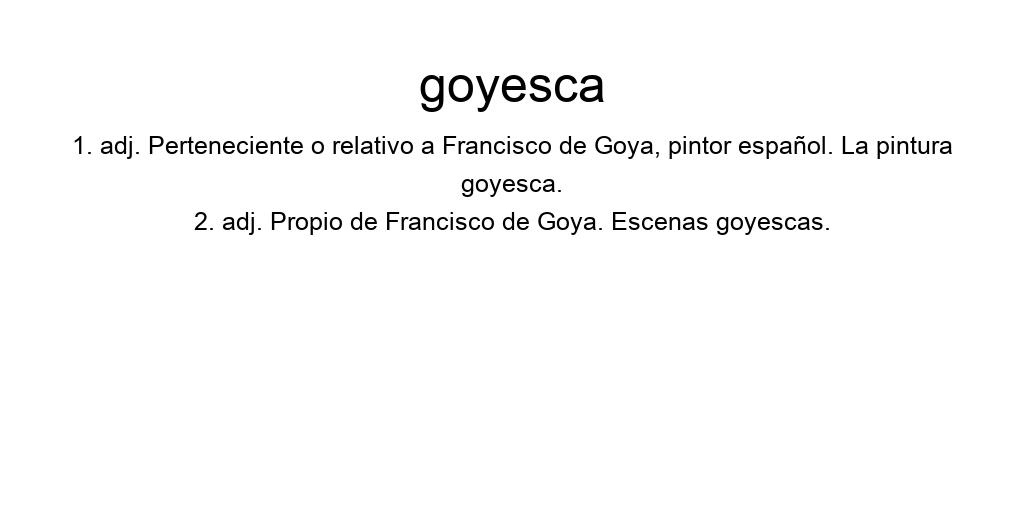 goyesca
1. adj. Perteneciente o relativo a Francisco de Goya, pintor español. La pintura
goyesca.
2. adj. Propio de Francisco de Goya. Escenas goyescas.